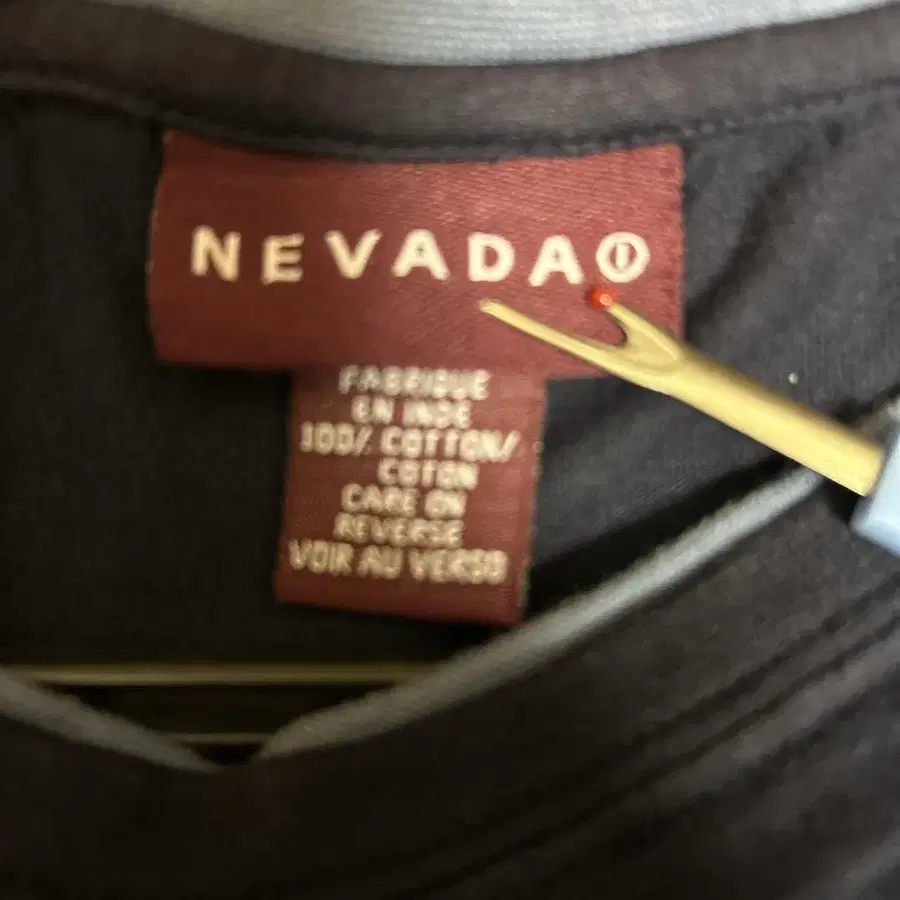 NEVADA
FABRIQUE
EN INDE
100% COTTON/
COTON
CARE ON
REVERSE
VOIR AU VERSO